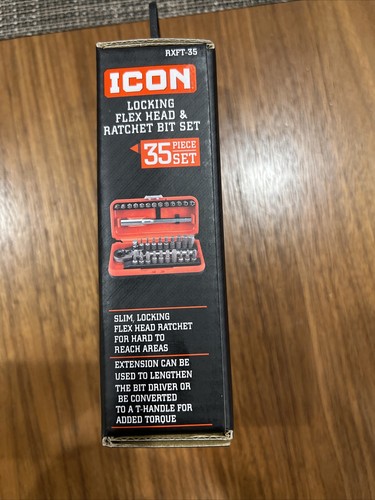 RXFT-35
ICON
LOCKING
FLEX HEAD &
RATCHET BIT SET
35 PIECE
SET
SLIM, LOCKING
FLEX HEAD RATCHET
FOR HARD TO
REACH AREAS
EXTENSION CAN BE
USED TO LENGTHEN
THE BIT DRIVER OR
BE CONVERTED
TO A T-HANDLE FOR
ADDED TORQUE